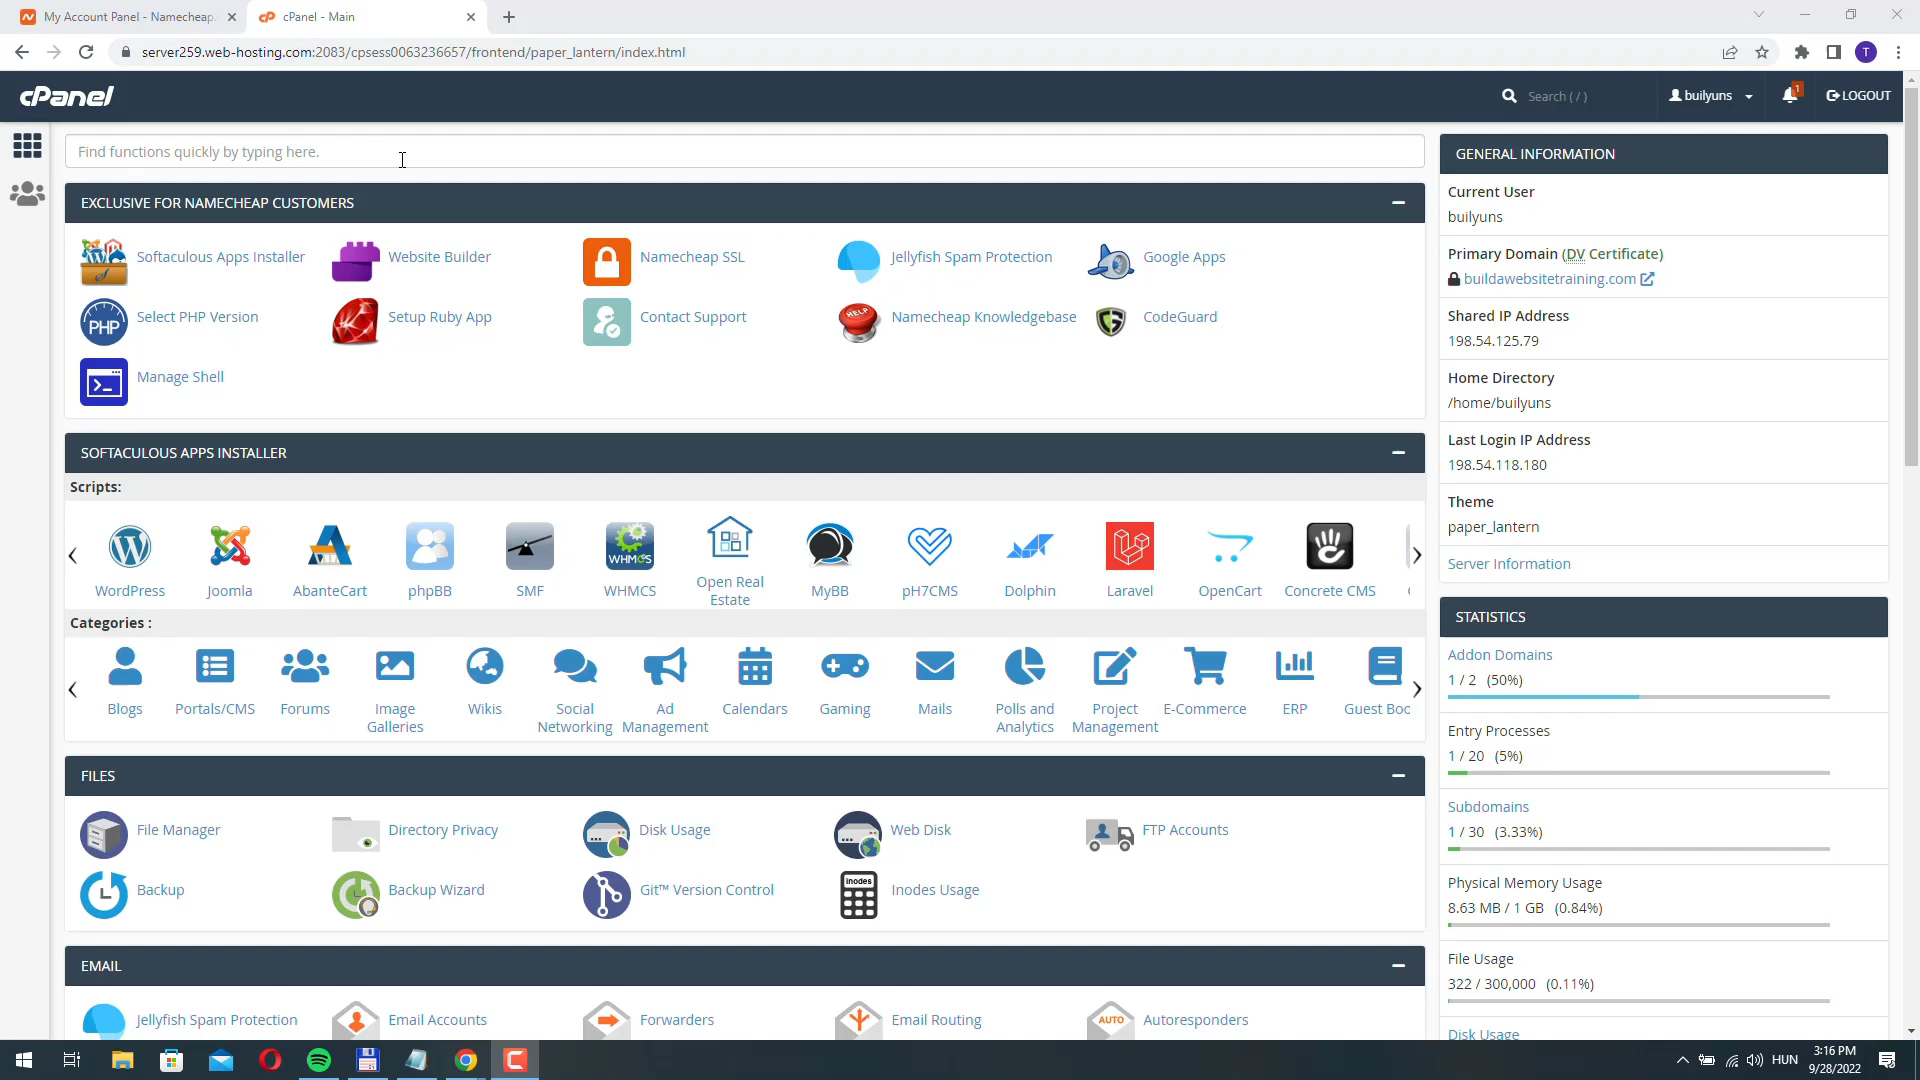 My Account Panel - Namecheap.
cPanel - Main
server259.web-hosting.com:2083/cpsess0063236657/frontend/paper_lantern/index.html
T
cPanel
Search ( / )
builyuns
1
LOGOUT
Find functions quickly by typing here.
EXCLUSIVE FOR NAMECHEAP CUSTOMERS
Softaculous Apps Installer
Website Builder
Namecheap SSL
Jellyfish Spam Protection
Google Apps
PHP
Select PHP Version
Setup Ruby App
Contact Support
HELP
Namecheap Knowledgebase
CodeGuard
Manage Shell
SOFTACULOUS APPS INSTALLER
Scripts:
WordPress
Joomla
AbanteCart
phpBB
SMF
WHMCS
WHMCS
Open Real
Estate
MyBB
pH7CMS
Dolphin
Laravel
OpenCart
Concrete CMS
Categories :
Blogs
Portals/CMS
Forums
Image
Galleries
Wikis
Social
Networking
Ad
Management
Calendars
Gaming
Mails
Polls and
Analytics
Project
Management
E-Commerce
ERP
Guest Boo
FILES
File Manager
Directory Privacy
Disk Usage
Web Disk
FTP Accounts
Backup
Backup Wizard
Git™ Version Control
inodes
Inodes Usage
EMAIL
Jellyfish Spam Protection
Email Accounts
Forwarders
Email Routing
AUTO
Autoresponders
GENERAL INFORMATION
Current User
builyuns
Primary Domain (DV Certificate)
buildawebsitetraining.com
Shared IP Address
198.54.125.79
Home Directory
/home/builyuns
Last Login IP Address
198.54.118.180
Theme
paper_lantern
Server Information
STATISTICS
Addon Domains
1 / 2 (50%)
Entry Processes
1 / 20 (5%)
Subdomains
1 / 30 (3.33%)
Physical Memory Usage
8.63 MB / 1 GB (0.84%)
File Usage
322 / 300,000 (0.11%)
Disk Usage
HUN
3:16 PM
9/28/2022